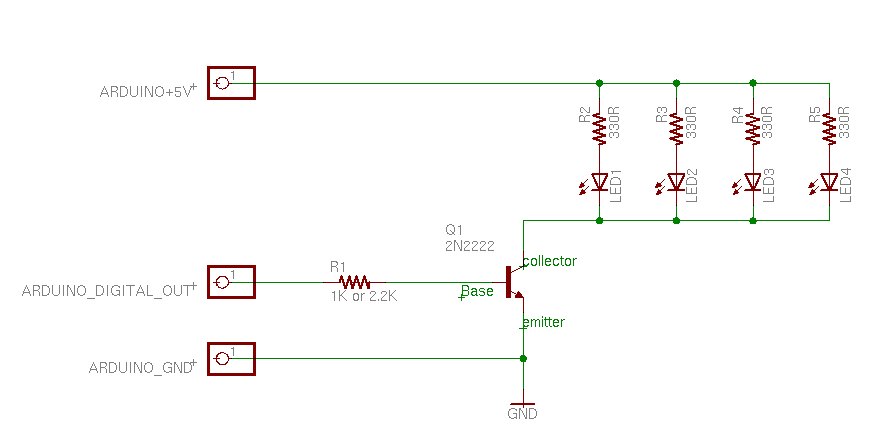 ARDUINO+5V
1
R2
330R
R3
330R
R4
330R
R5
330R
LED1
LED2
LED3
LED4
Q1
2N2222
collector
ARDUINO_DIGITAL_OUT
1
R1
1K or 2.2K
Base
emitter
ARDUINO_GND
1
GND